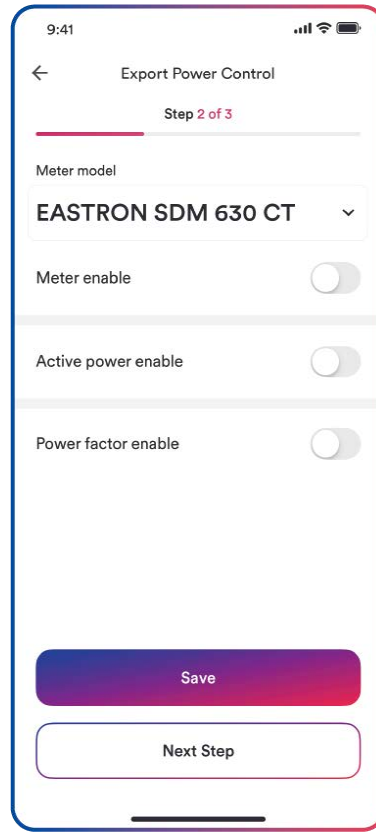 9:41
Export Power Control
Step 2 of 3
Meter model
EASTRON SDM 630 CT
Meter enable
Active power enable
Power factor enable
Save
Next Step